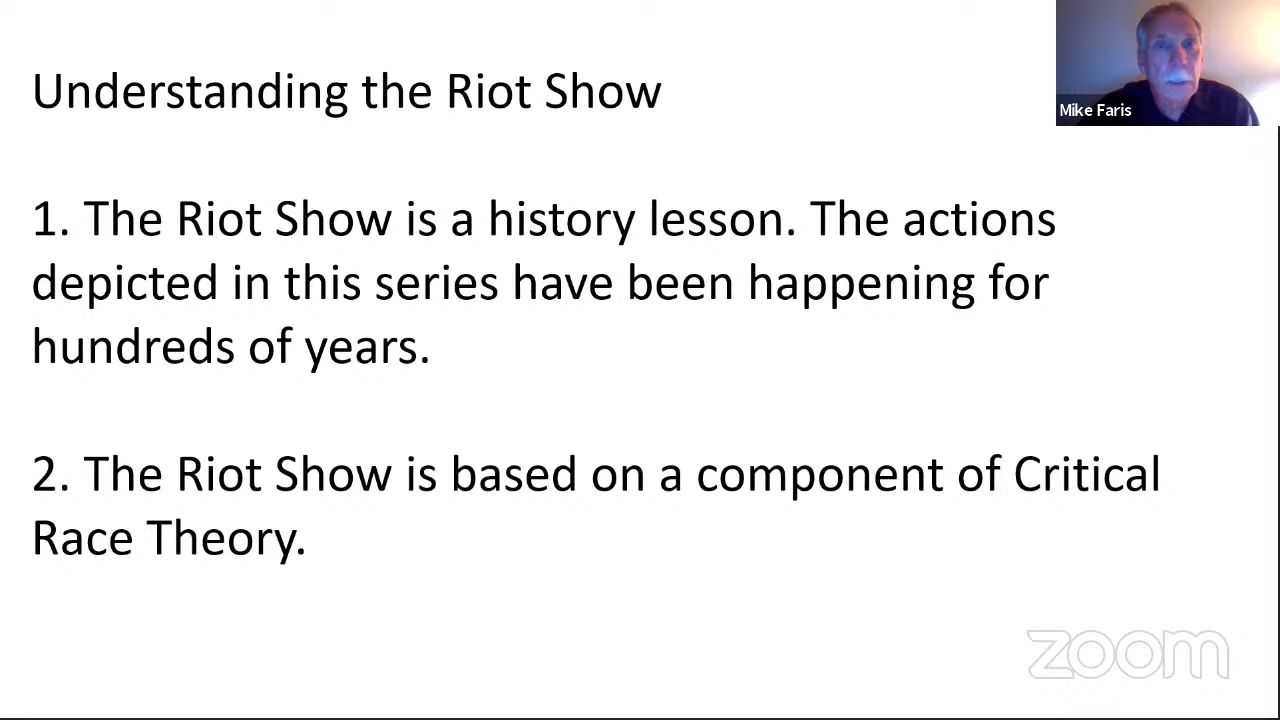 Understanding the Riot Show
Mike Faris
1. The Riot Show is a history lesson. The actions
depicted in this series have been happening for
hundreds of years.
2. The Riot Show is based on a component of Critical
Race Theory.
zoom